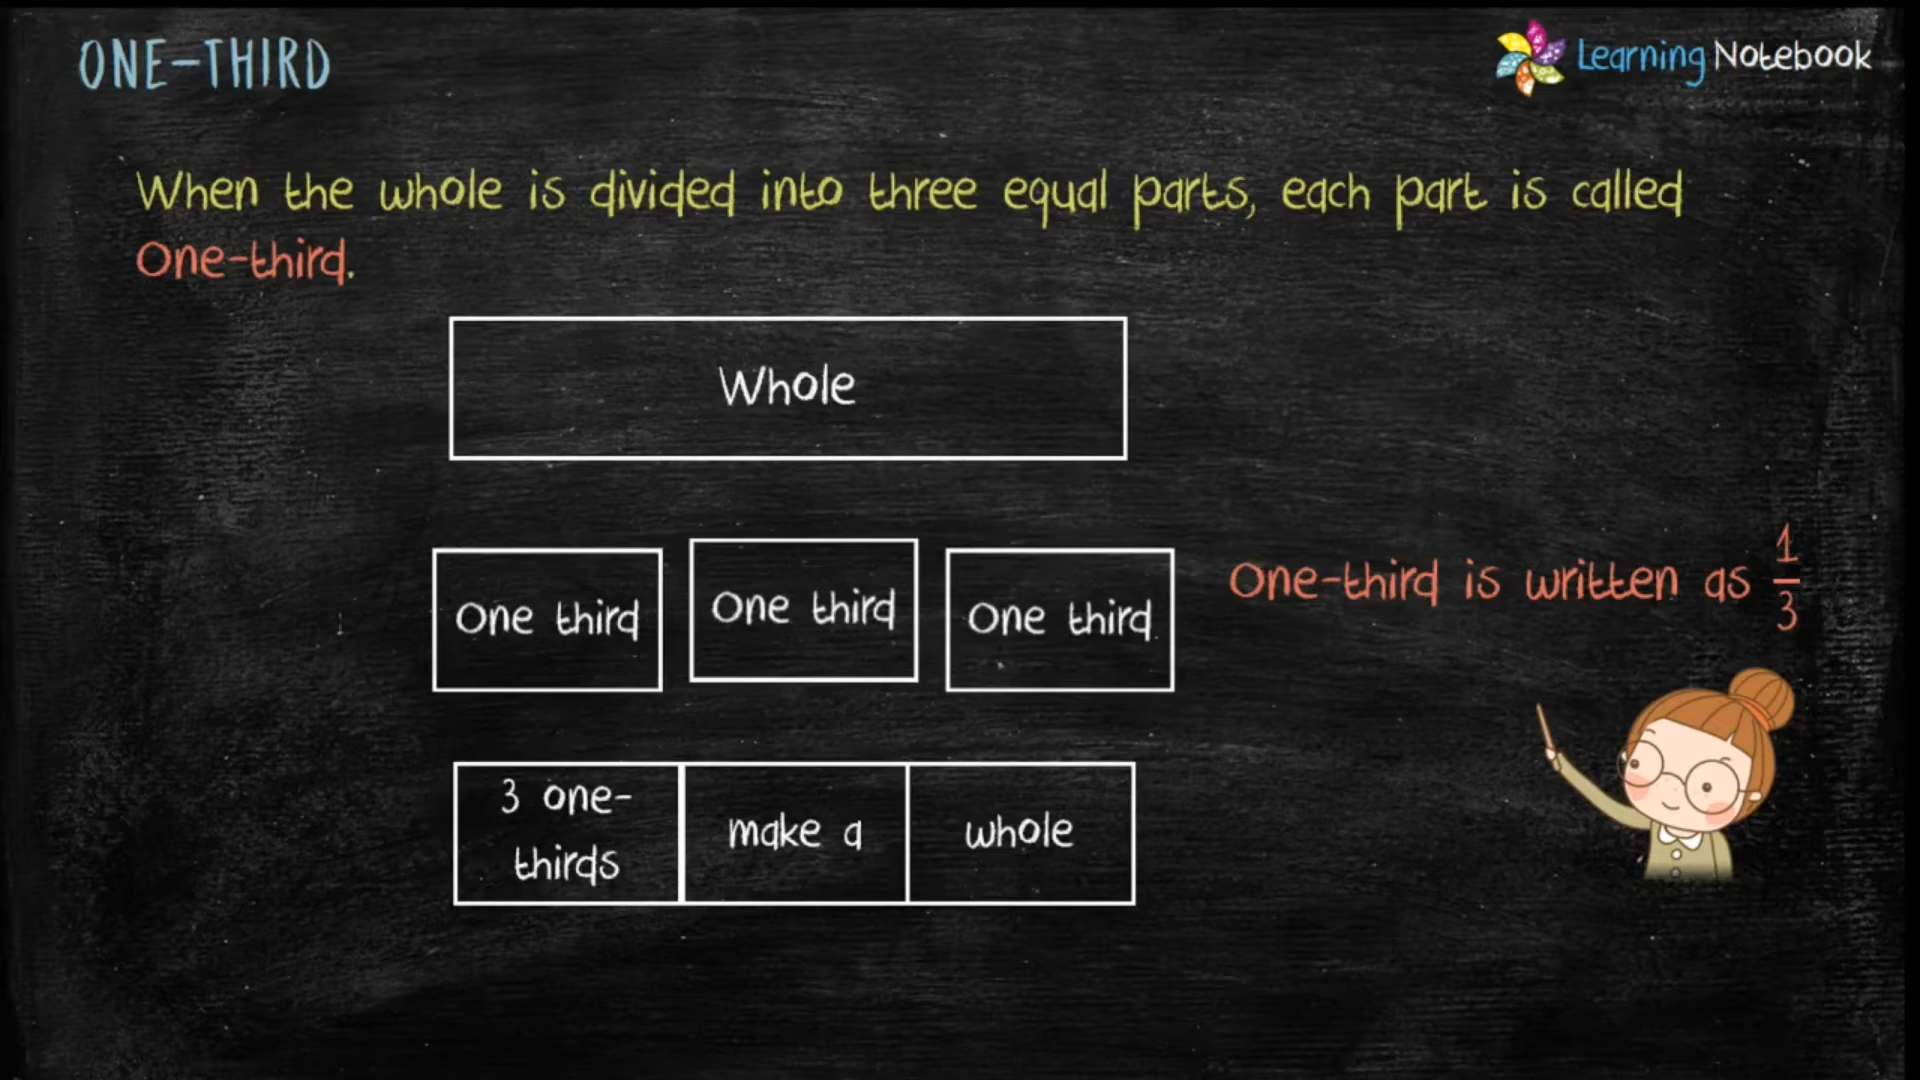 ONE-THIRD
Learning Notebook
When the whole is divided into three equal parts, each part is called
One-third.
Whole
One third
One third
One third
One-third is written as 1/3
3 one-
thirds
make a
whole